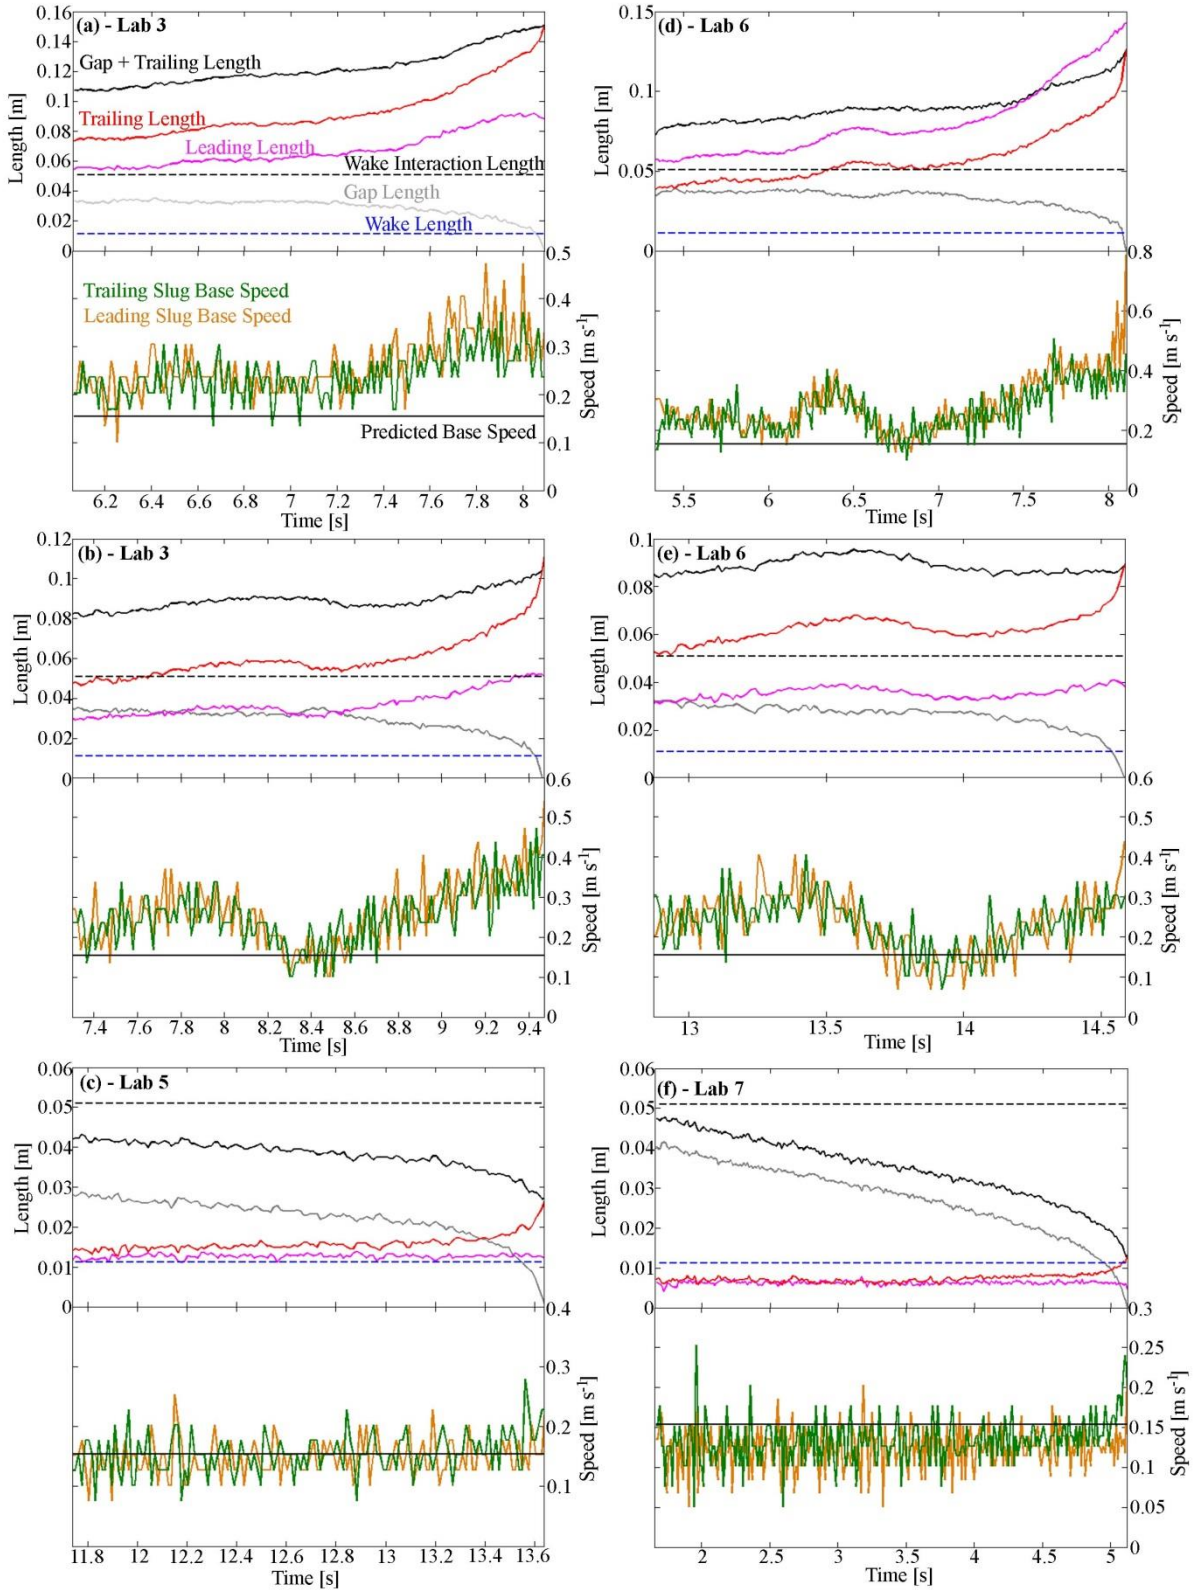 (a) - Lab 3
0.16
0.14
0.12
0.1
0.08
0.06
0.04
0.02
0
Length [m]
Gap + Trailing Length
Trailing Length
Leading Length
Wake Interaction Length
Gap Length
Wake Length
Trailing Slug Base Speed
Leading Slug Base Speed
Predicted Base Speed
0.5
0.4
0.3
0.2
0.1
0
Speed [m s-1]
6.2 6.4 6.6 6.8 7 7.2 7.4 7.6 7.8 8
Time [s]
(d) - Lab 6
0.15
0.1
0.05
0
Length [m]
0.8
0.6
0.4
0.2
0
Speed [m s-1]
5.5 6 6.5 7 7.5 8
Time [s]
(b) - Lab 3
0.12
0.1
0.08
0.06
0.04
0.02
0
Length [m]
0.6
0.5
0.4
0.3
0.2
0.1
0
Speed [m s-1]
7.4 7.6 7.8 8 8.2 8.4 8.6 8.8 9 9.2 9.4
Time [s]
(e) - Lab 6
0.1
0.08
0.06
0.04
0.02
0
Length [m]
0.6
0.5
0.4
0.3
0.2
0.1
0
Speed [m s-1]
13 13.5 14 14.5
Time [s]
(c) - Lab 5
0.06
0.05
0.04
0.03
0.02
0.01
0
Length [m]
0.4
0.3
0.2
0.1
0
Speed [m s-1]
11.8 12 12.2 12.4 12.6 12.8 13 13.2 13.4 13.6
Time [s]
(f) - Lab 7
0.06
0.05
0.04
0.03
0.02
0.01
0
Length [m]
0.3
0.25
0.2
0.15
0.1
0.05
0
Speed [m s-1]
2 2.5 3 3.5 4 4.5 5
Time [s]